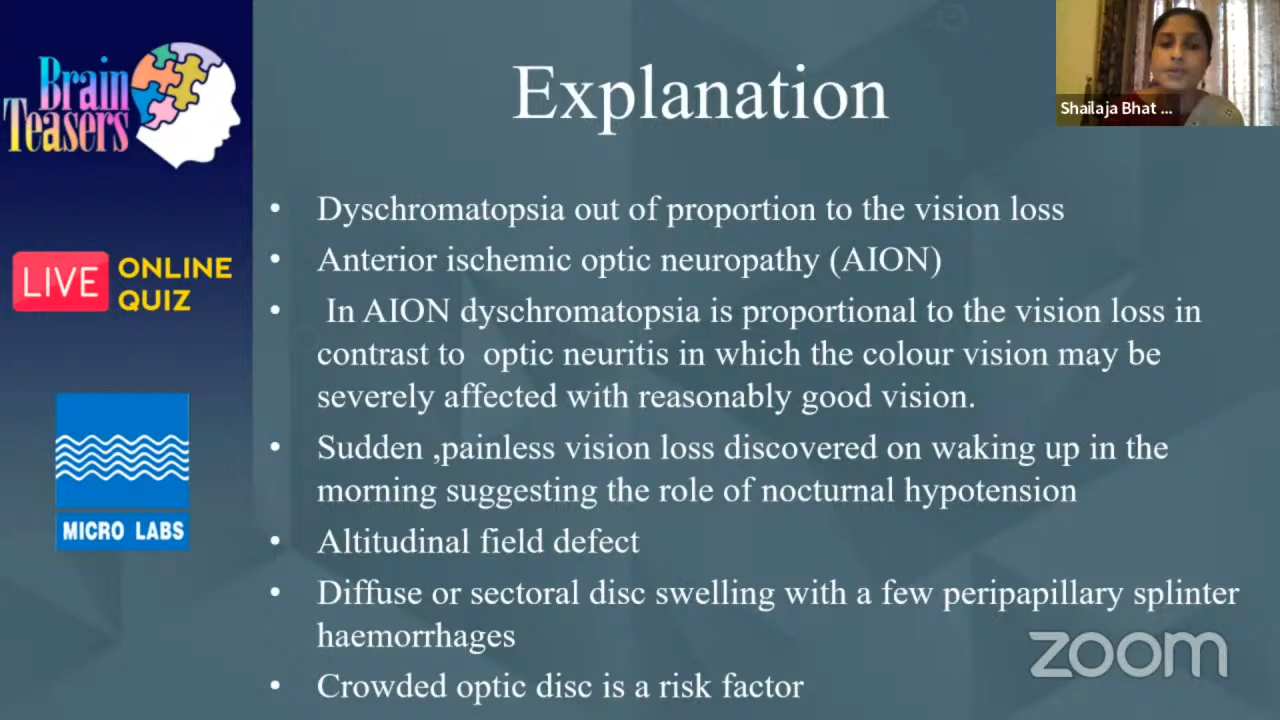 Brain
Teasers
LIVE ONLINE
QUIZ
MICRO LABS
Explanation
Shailaja Bhat ...
• Dyschromatopsia out of proportion to the vision loss
• Anterior ischemic optic neuropathy (AION)
• In AION dyschromatopsia is proportional to the vision loss in
contrast to optic neuritis in which the colour vision may be
severely affected with reasonably good vision.
• Sudden ,painless vision loss discovered on waking up in the
morning suggesting the role of nocturnal hypotension
• Altitudinal field defect
• Diffuse or sectoral disc swelling with a few peripapillary splinter
haemorrhages
• Crowded optic disc is a risk factor
zoom